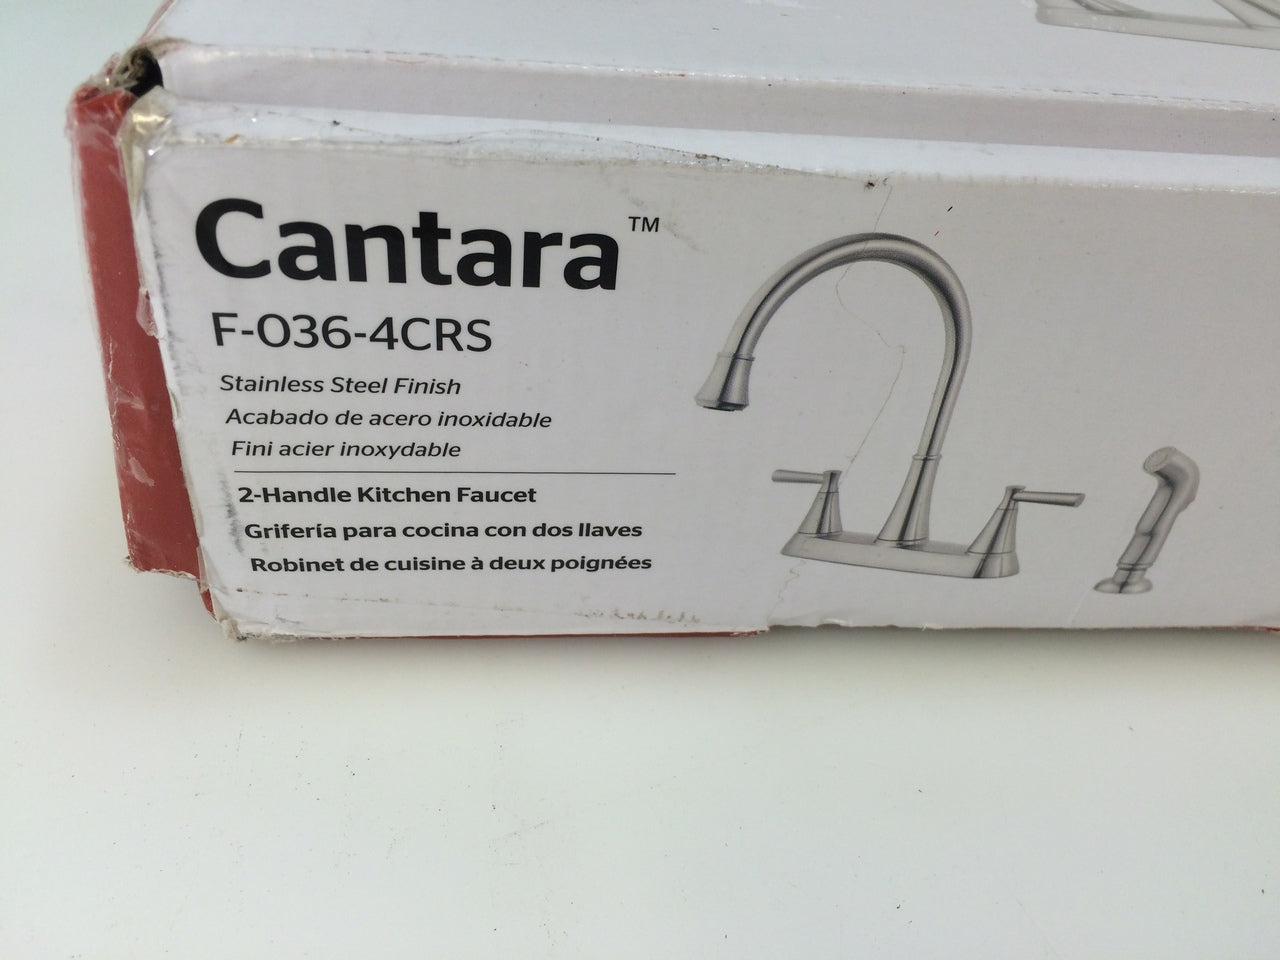 Cantara™
F-036-4CRS
Stainless Steel Finish
Acabado de acero inoxidable
Fini acier inoxydable
2-Handle Kitchen Faucet
Grifería para cocina con dos llaves
Robinet de cuisine à deux poignées